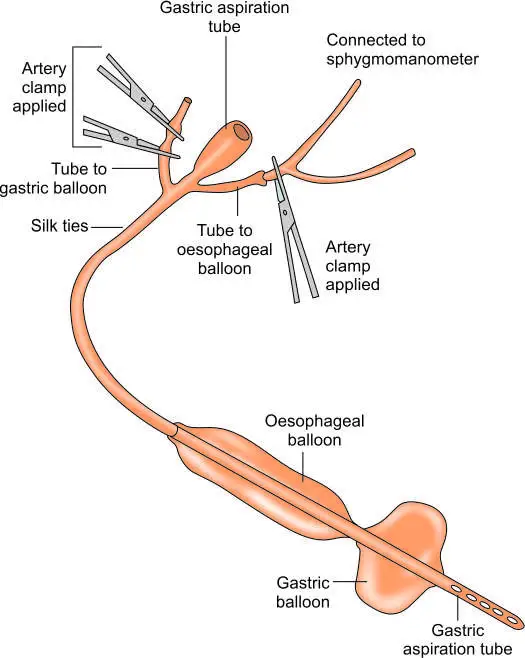 Gastric aspiration
tube
Connected to
sphygmomanometer
Artery
clamp
applied
Tube to
gastric balloon
Silk ties
Tube to
oesophageal
balloon
Artery
clamp
applied
Oesophageal
balloon
Gastric
balloon
Gastric
aspiration tube